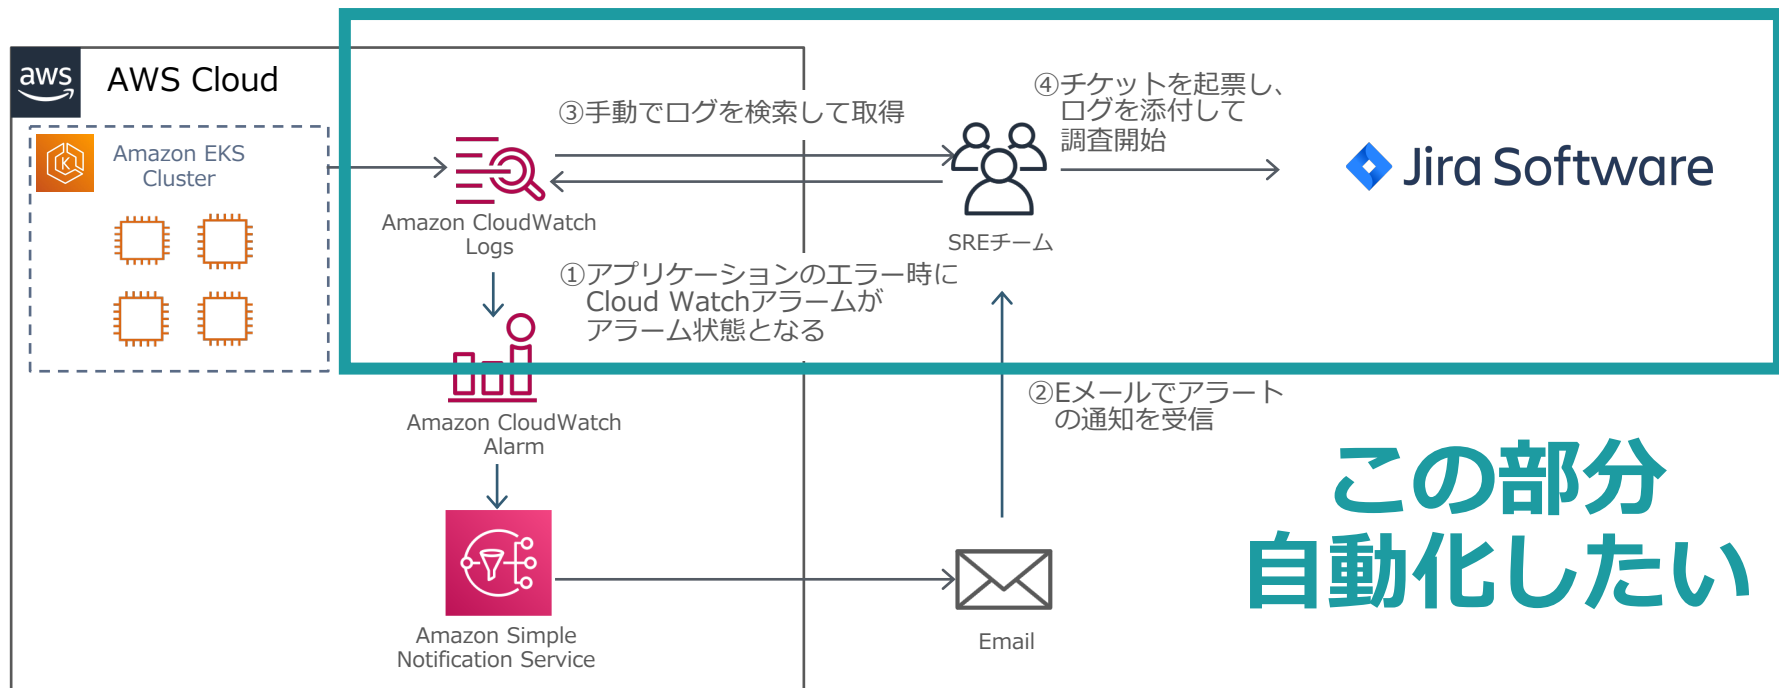 aws
AWS Cloud
Amazon EKS
Cluster
K
③手動でログを検索して取得
④チケットを起票し、
ログを添付して
調査開始
Jira Software
Amazon CloudWatch
Logs
SREチーム
①アプリケーションのエラー時に
Cloud Watchアラームが
アラーム状態となる
Amazon CloudWatch
Alarm
②Eメールでアラート
の通知を受信
この部分
自動化したい
Amazon Simple
Notification Service
Email